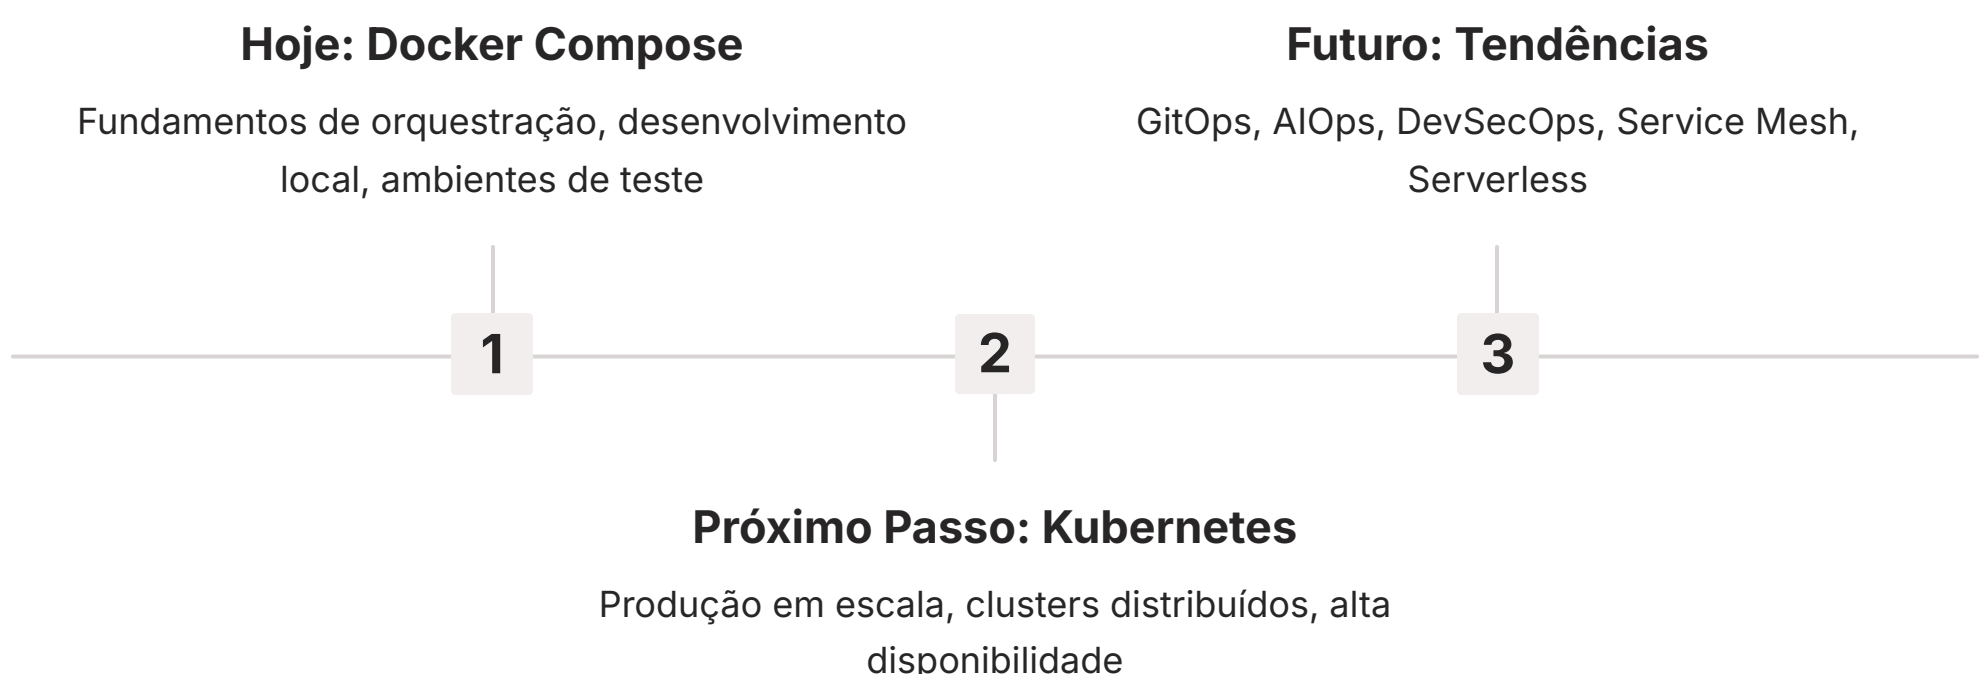 Hoje: Docker Compose
Fundamentos de orquestração, desenvolvimento
local, ambientes de teste
Futuro: Tendências
GitOps, AIOps, DevSecOps, Service Mesh,
Serverless
1
2
3
Próximo Passo: Kubernetes
Produção em escala, clusters distribuídos, alta
disponibilidade